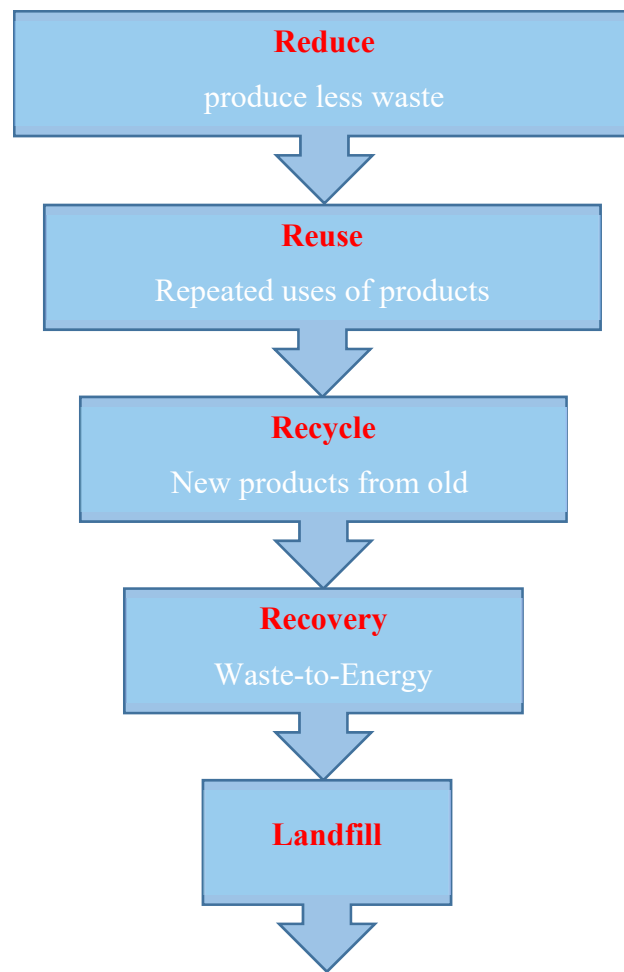 Reduce
produce less waste
Reuse
Repeated uses of products
Recycle
New products from old
Recovery
Waste-to-Energy
Landfill